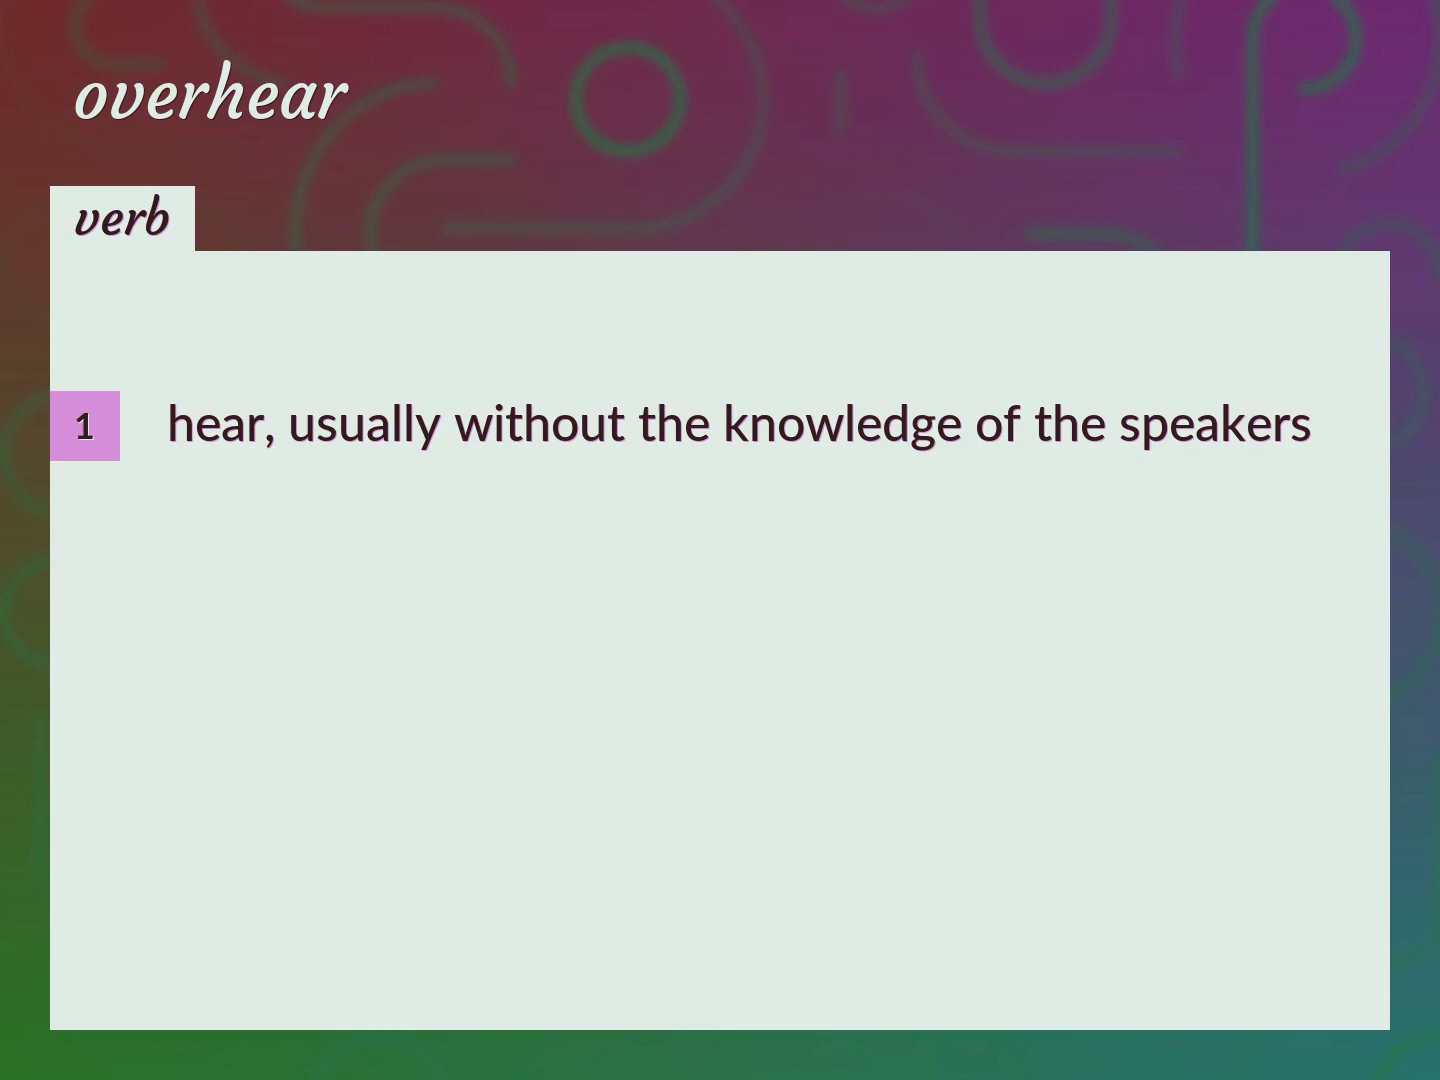 overhear
verb
1 hear, usually without the knowledge of the speakers